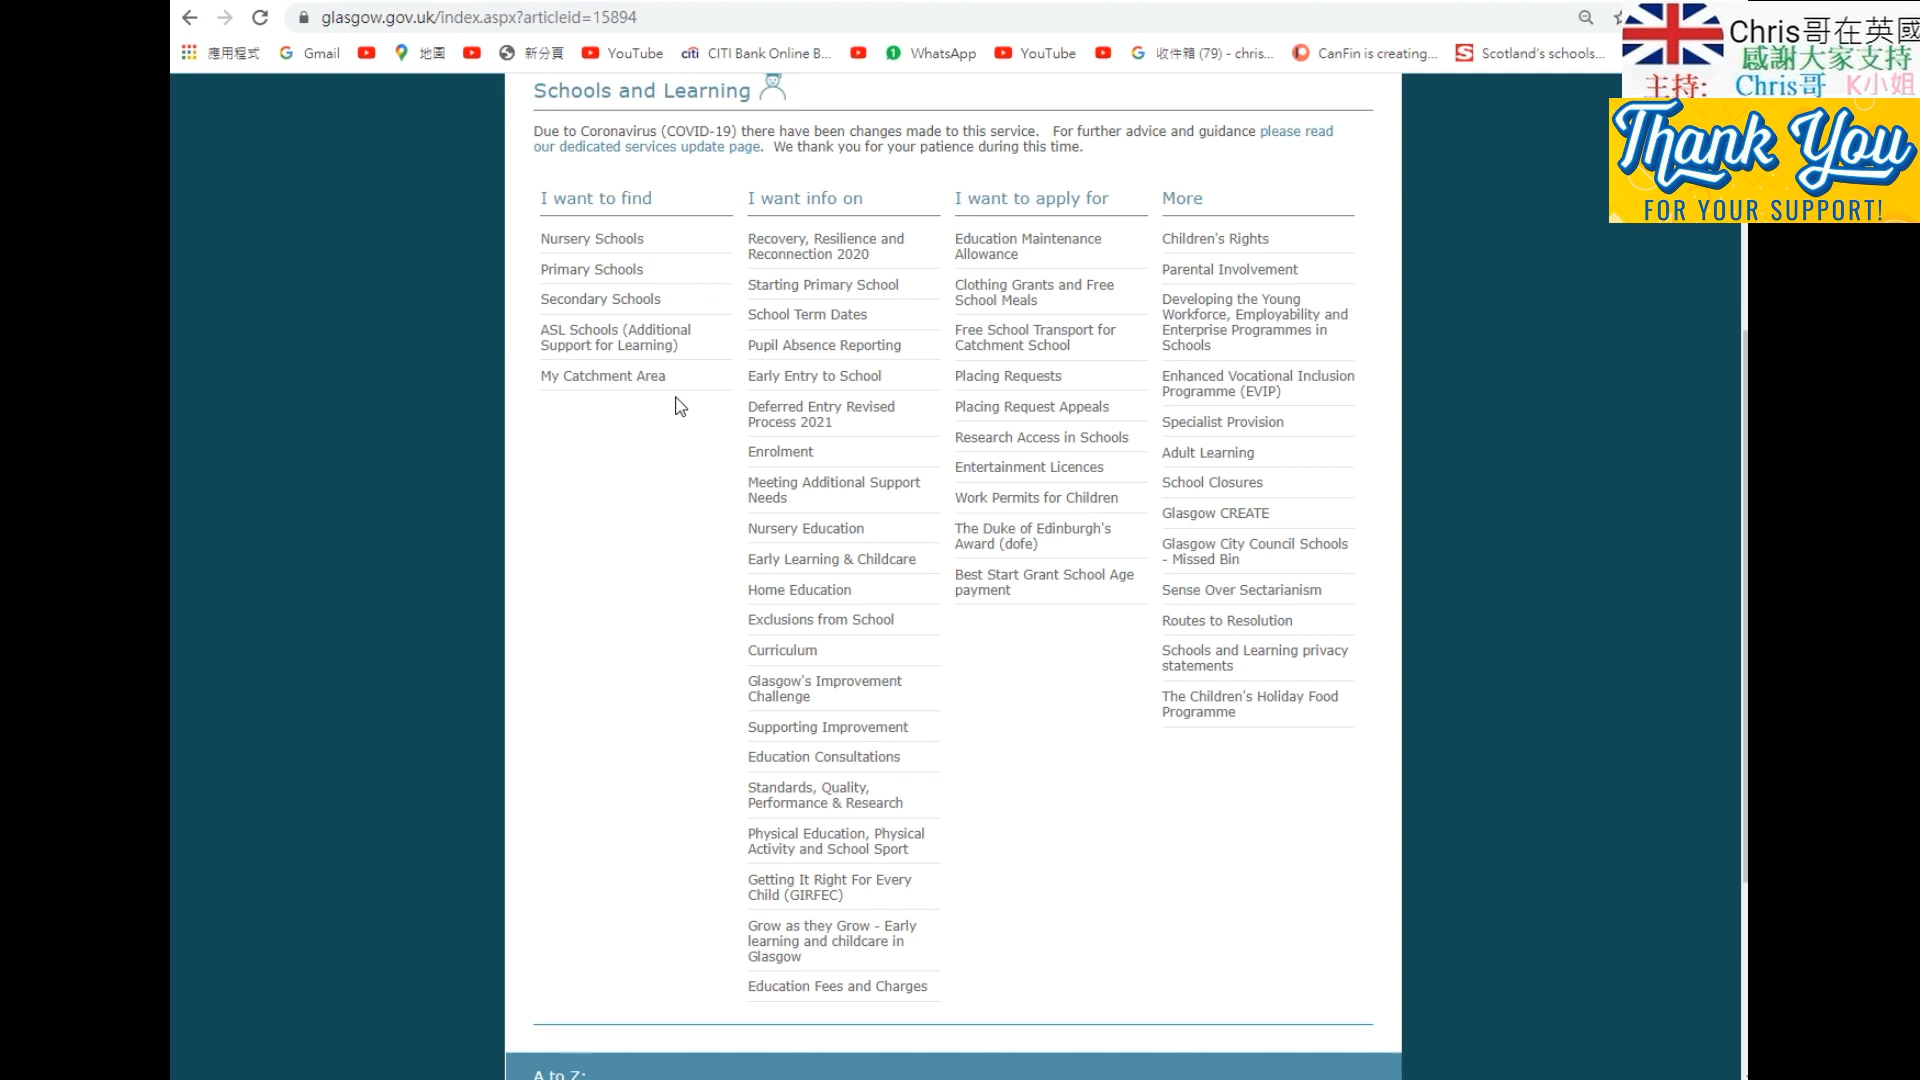 glasgow.gov.uk/index.aspx?articleid=15894
應用程式 Gmail 地圖 新分頁 YouTube citi CITI Bank Online B... 1 WhatsApp YouTube 收件箱 (79) - chris... CanFin is creating... S Scotland's schools...
Chris哥在英國
感謝大家支持
主持: Chris哥 K小姐
Thank You
FOR YOUR SUPPORT!
Schools and Learning
Due to Coronavirus (COVID-19) there have been changes made to this service. For further advice and guidance please read
our dedicated services update page. We thank you for your patience during this time.
I want to find
Nursery Schools
Primary Schools
Secondary Schools
ASL Schools (Additional
Support for Learning)
My Catchment Area
I want info on
Recovery, Resilience and
Reconnection 2020
Starting Primary School
School Term Dates
Pupil Absence Reporting
Early Entry to School
Deferred Entry Revised
Process 2021
Enrolment
Meeting Additional Support
Needs
Nursery Education
Early Learning & Childcare
Home Education
Exclusions from School
Curriculum
Glasgow's Improvement
Challenge
Supporting Improvement
Education Consultations
Standards, Quality,
Performance & Research
Physical Education, Physical
Activity and School Sport
Getting It Right For Every
Child (GIRFEC)
Grow as they Grow - Early
learning and childcare in
Glasgow
Education Fees and Charges
I want to apply for
Education Maintenance
Allowance
Clothing Grants and Free
School Meals
Free School Transport for
Catchment School
Placing Requests
Placing Request Appeals
Research Access in Schools
Entertainment Licences
Work Permits for Children
The Duke of Edinburgh's
Award (dofe)
Best Start Grant School Age
payment
More
Children's Rights
Parental Involvement
Developing the Young
Workforce, Employability and
Enterprise Programmes in
Schools
Enhanced Vocational Inclusion
Programme (EVIP)
Specialist Provision
Adult Learning
School Closures
Glasgow CREATE
Glasgow City Council Schools
- Missed Bin
Sense Over Sectarianism
Routes to Resolution
Schools and Learning privacy
statements
The Children's Holiday Food
Programme
A to Z: